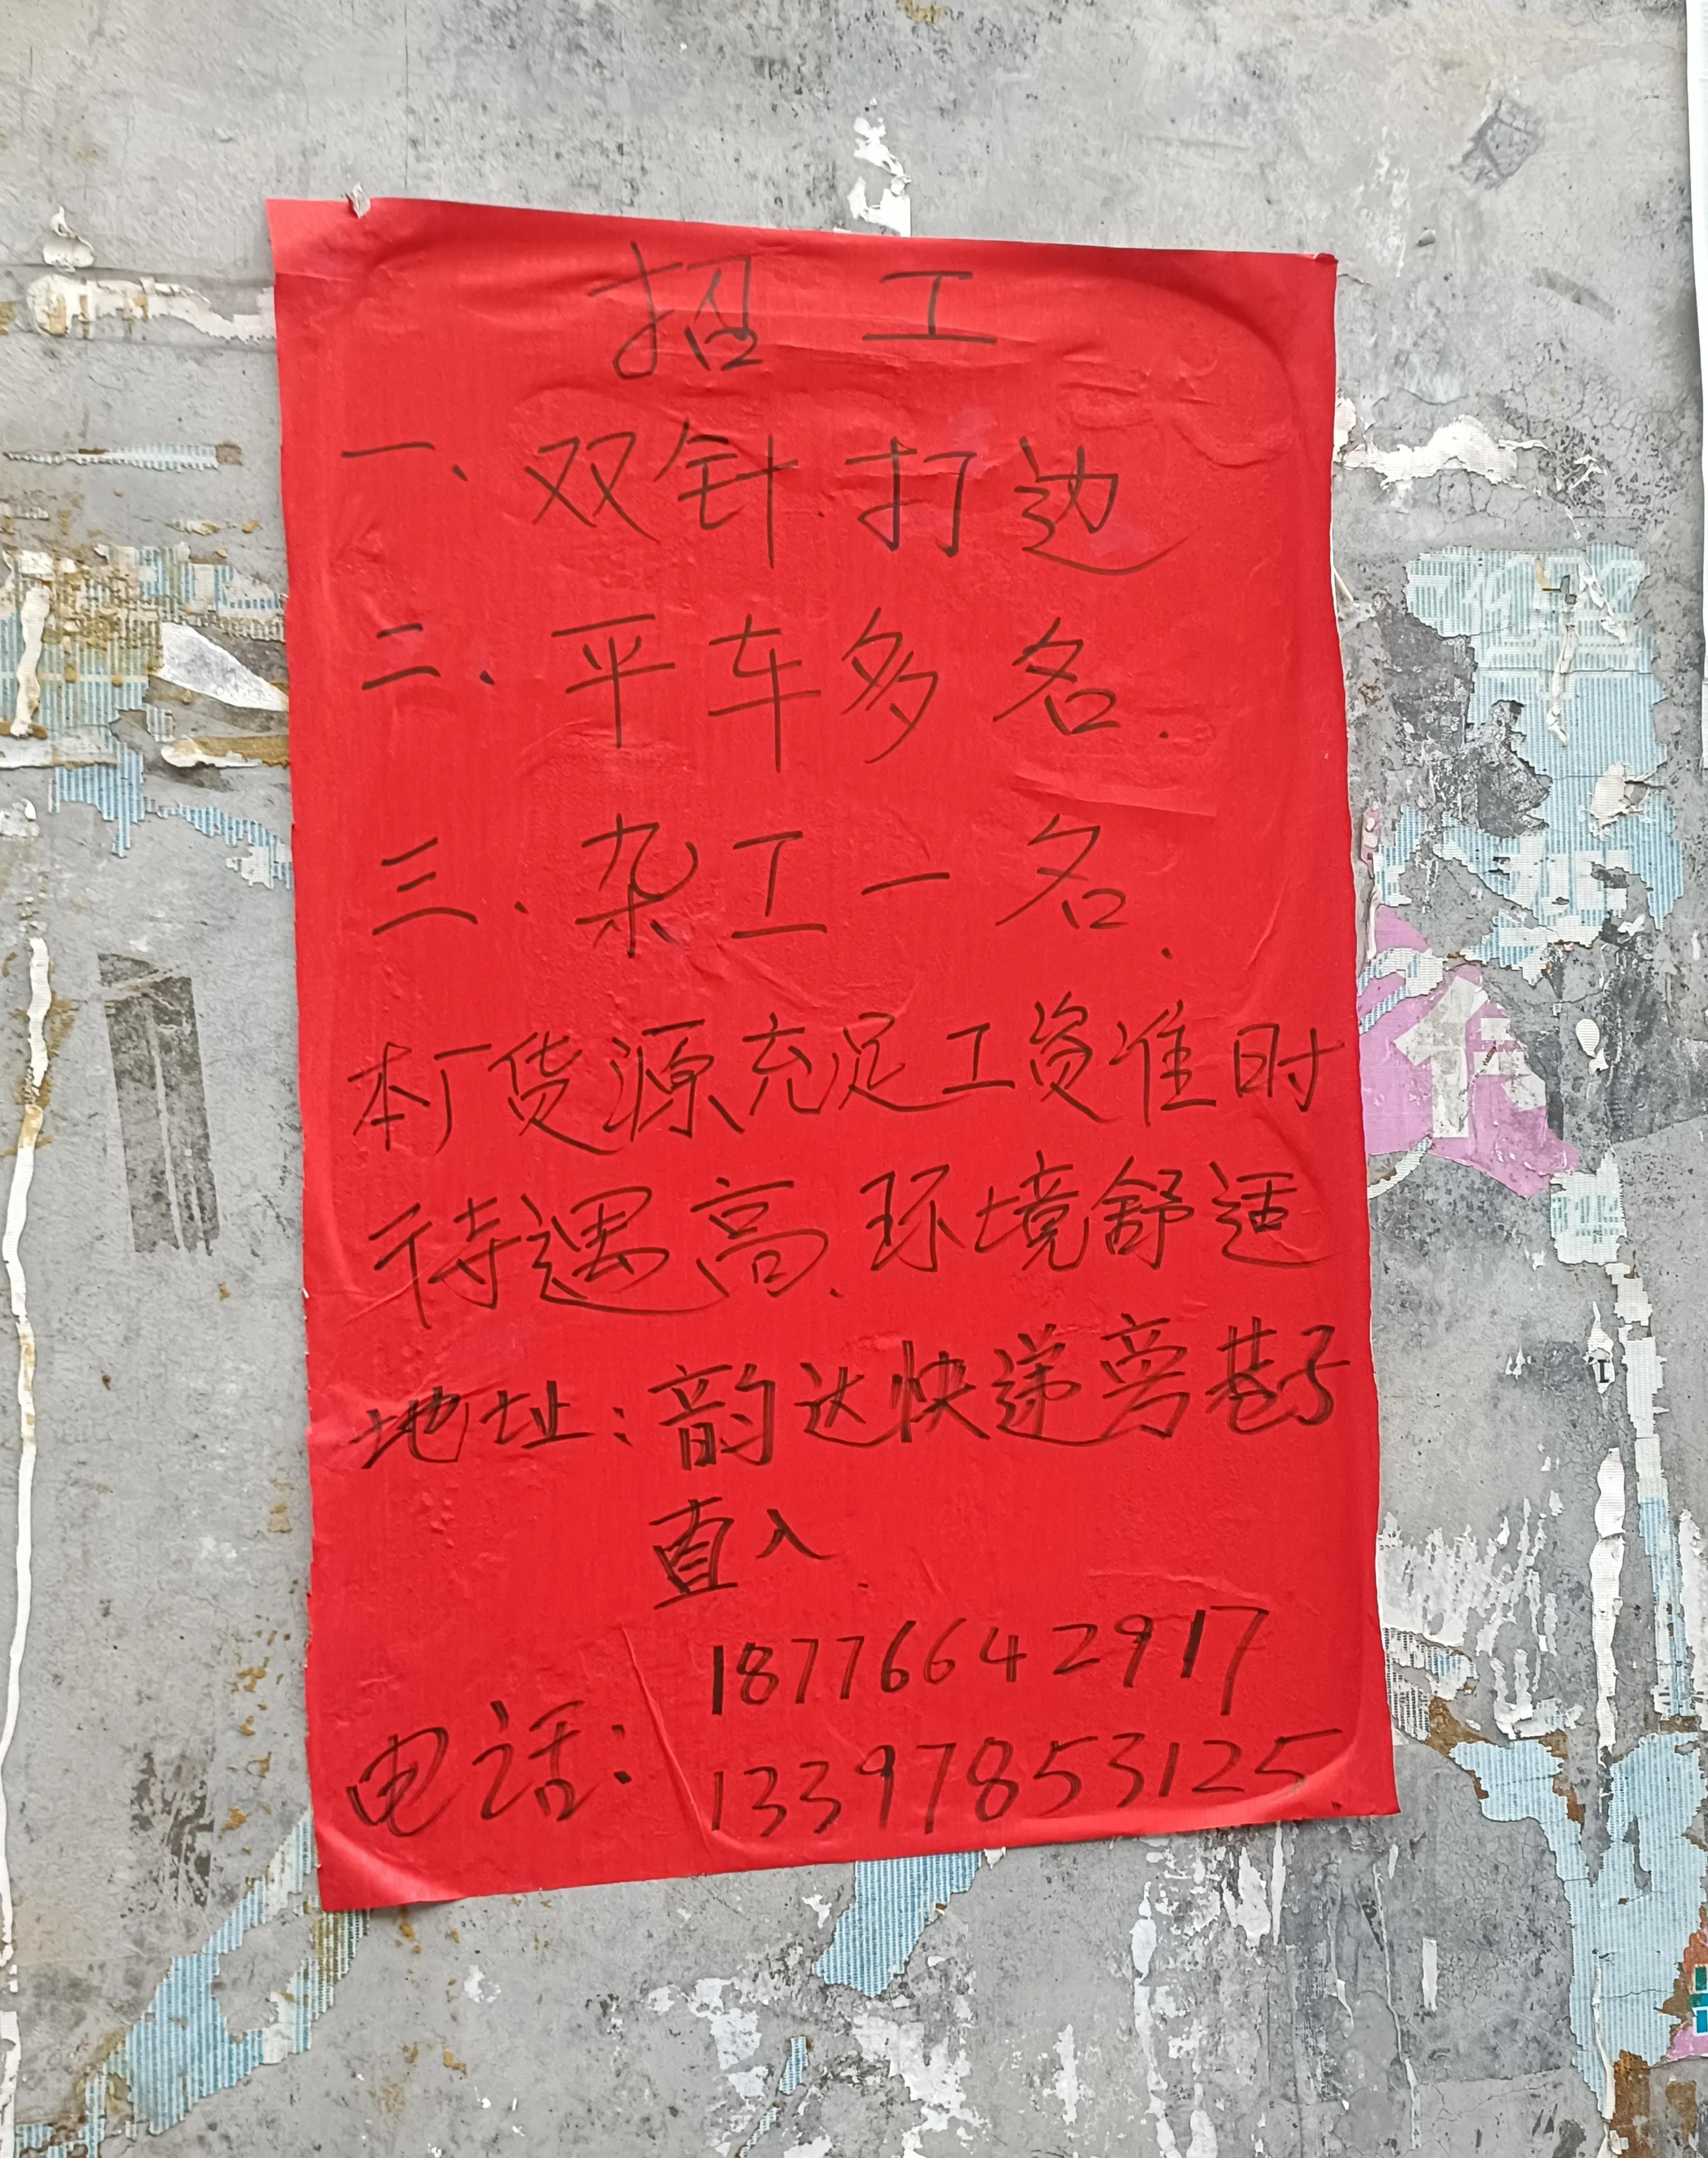 招 工
一、双针打边
二、平车多名.
三、杂工一名.
本厂货源充足工资准时
待遇高.环境舒适
地址:韵达快递旁巷子
直入.
18776642917
电话:13397853125.